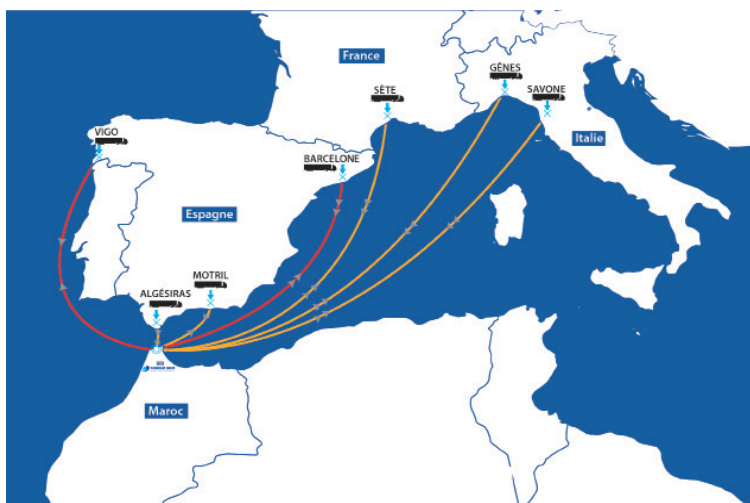 France
GÊNES
SÈTE
SAVONE
VIGO
Italie
BARCELONE
Espagne
MOTRIL
ALGÉSIRAS
Maroc